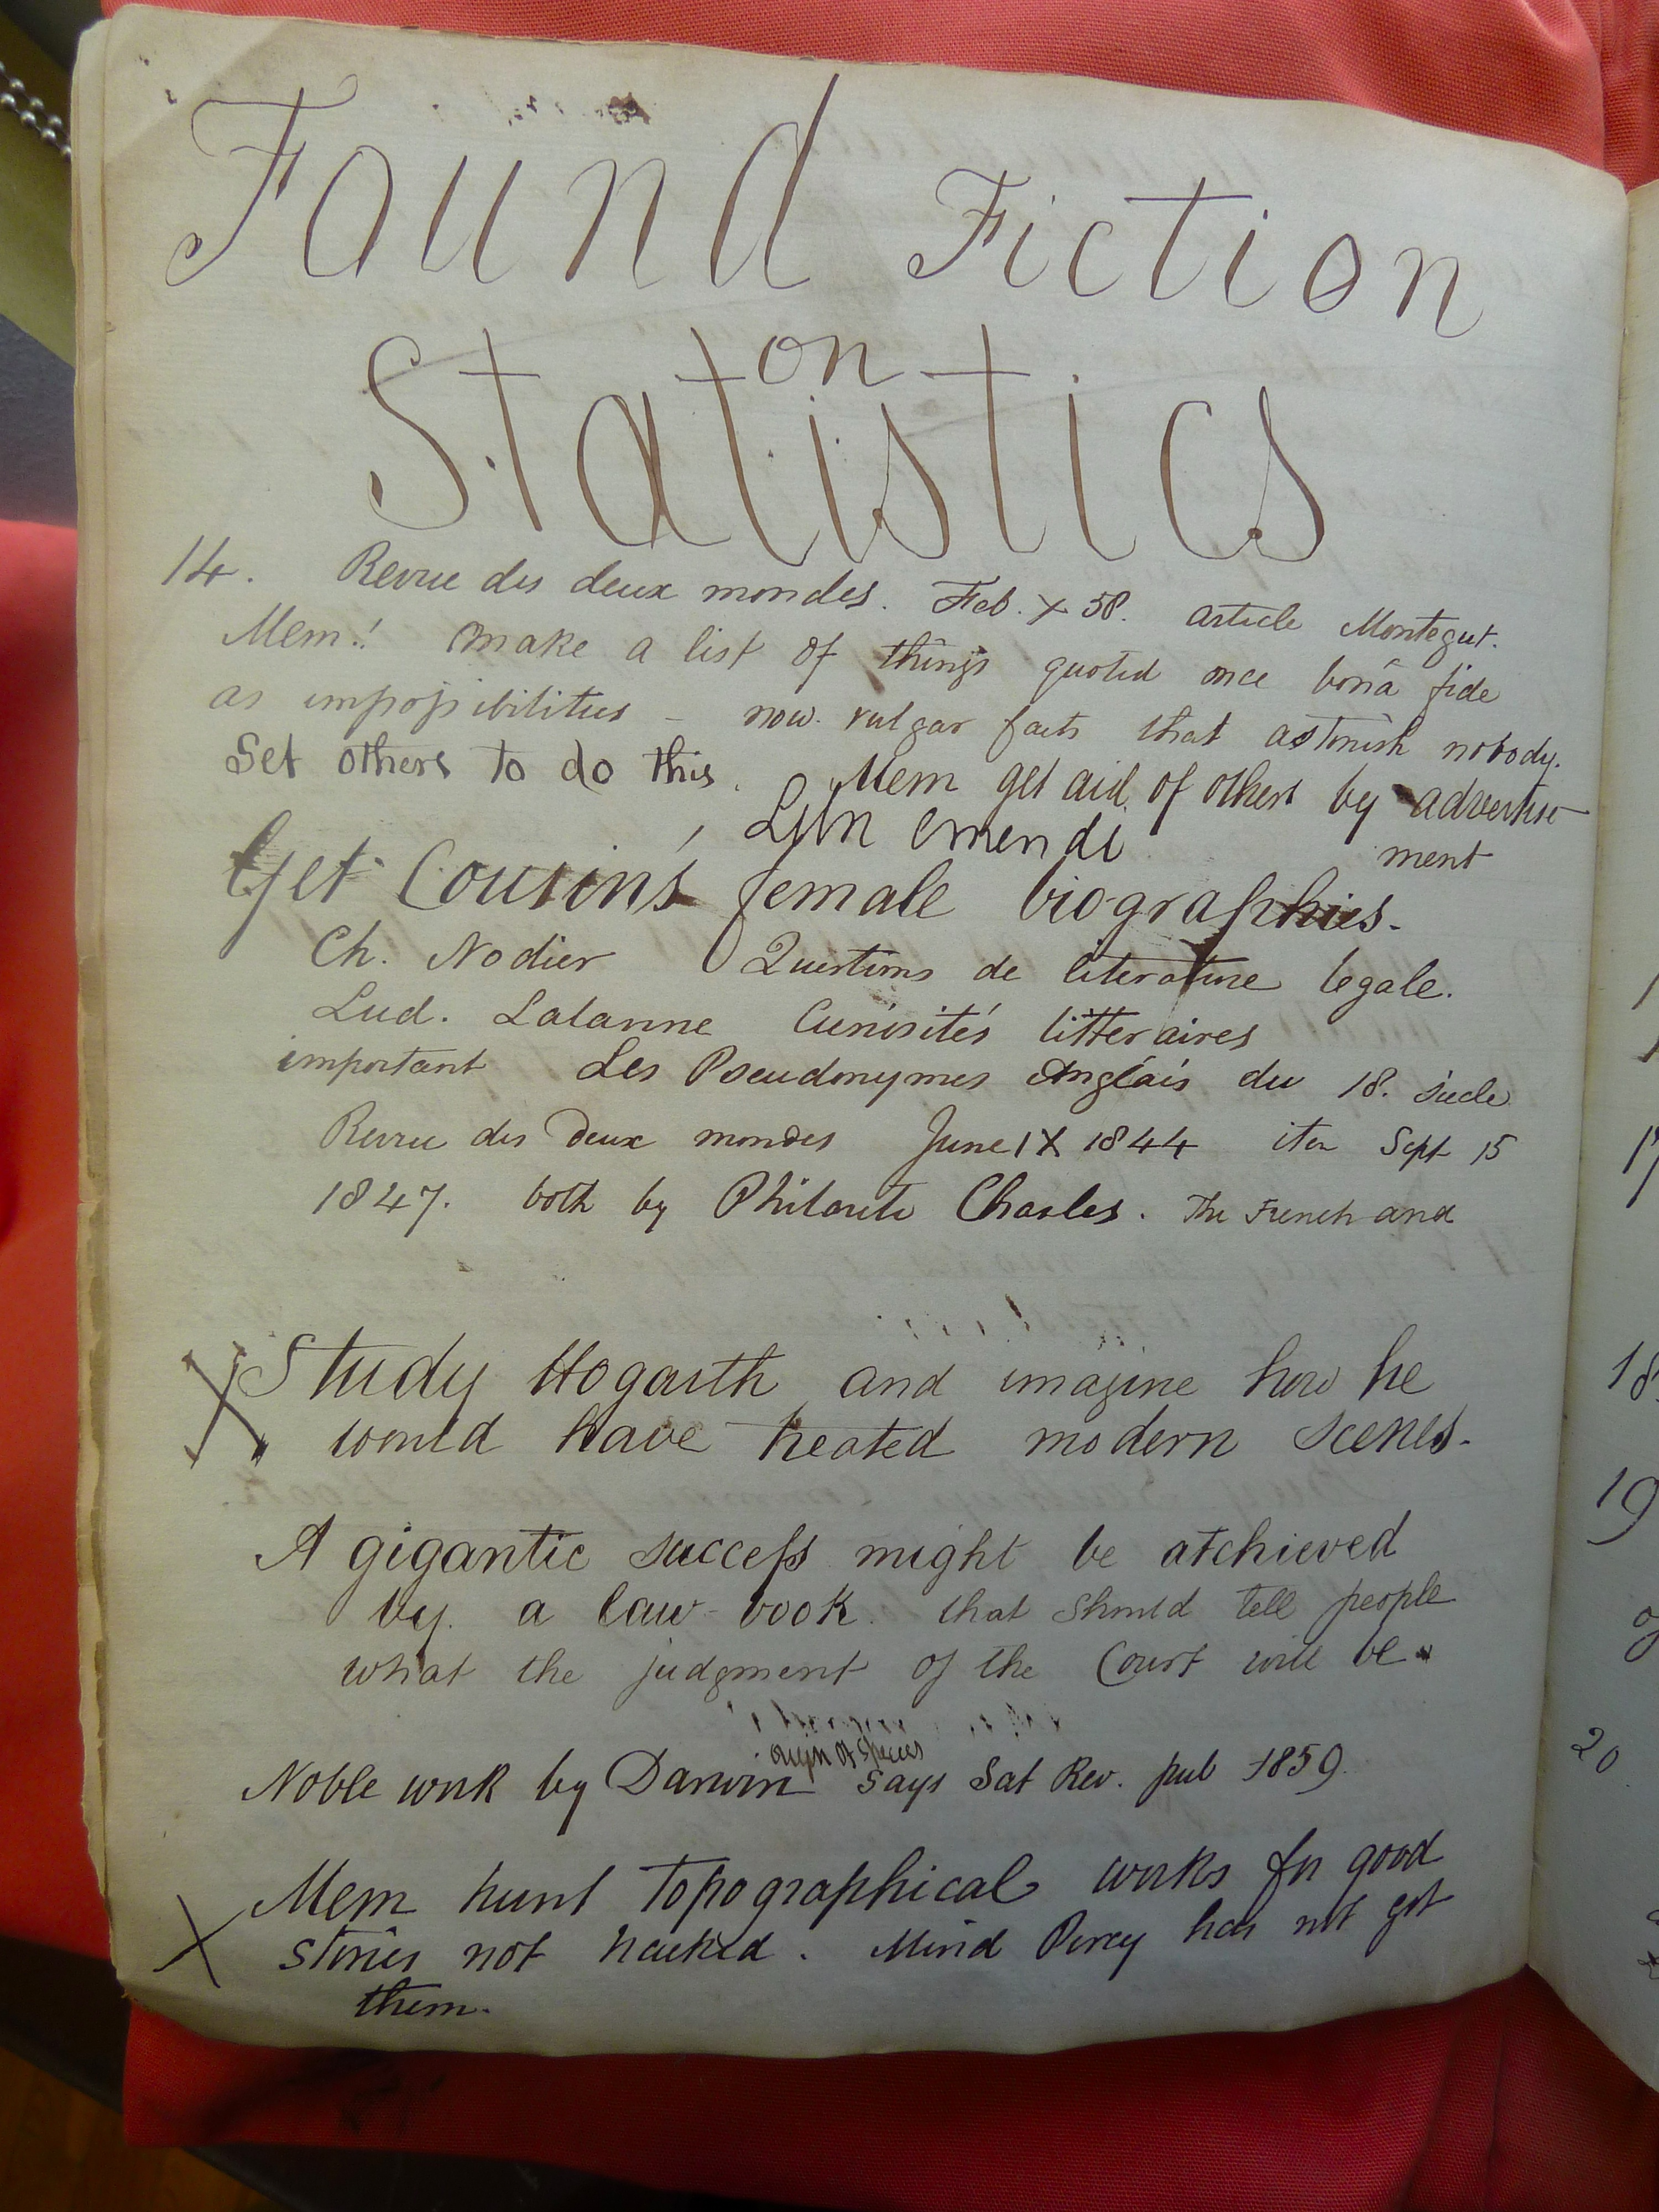 Found Fiction
on
Statistics
14. Revue des deux mondes. Feb. X 58. article Montegut.
Mem.! Make a list of things quoted once bonâ fide
as impossibilities – now vulgar facts that astonish nobody.
Set others to do this. Mem get aid of others by advertise
ment
emendi
Get Cousin's female biographies.
Ch. Nodier Questions de literature legale.
Lud. Lalanne Curiosités litteraires
important Les Pseudonymes Anglais du 18. siecle
Revue des Deux mondes June 1 X 1844 item Sept 15
1847. both by Philarete Chasles. The French and
X Study Hogarth and imagine how he
would have treated modern scenes.
A gigantic success might be atchieved
by a law-book that should tell people
what the judgment of the Court will be.
origin of Species
Noble work by Darwin says Sat Rev. pub 1859.
X Mem hunt topographical works for good
stories not hacked. Mind Percy has not got
them.
17
18
19
20